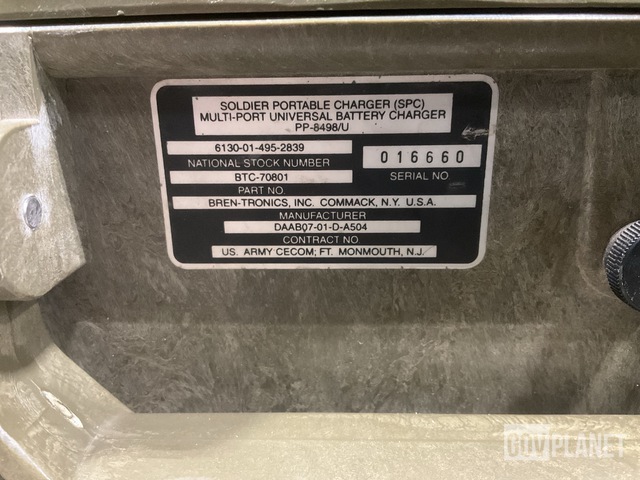 SOLDIER PORTABLE CHARGER (SPC)
MULTI-PORT UNIVERSAL BATTERY CHARGER
PP-8498/U
6130-01-495-2839
NATIONAL STOCK NUMBER
016660
SERIAL NO
BTC-70801
PART NO.
BREN-TRONICS, INC. COMMACK, N.Y. U.S.A.
MANUFACTURER
DAAB07-01-D-A504
CONTRACT NO.
US. ARMY CECOM; FT. MONMOUTH, N.J.
GOVPLANET